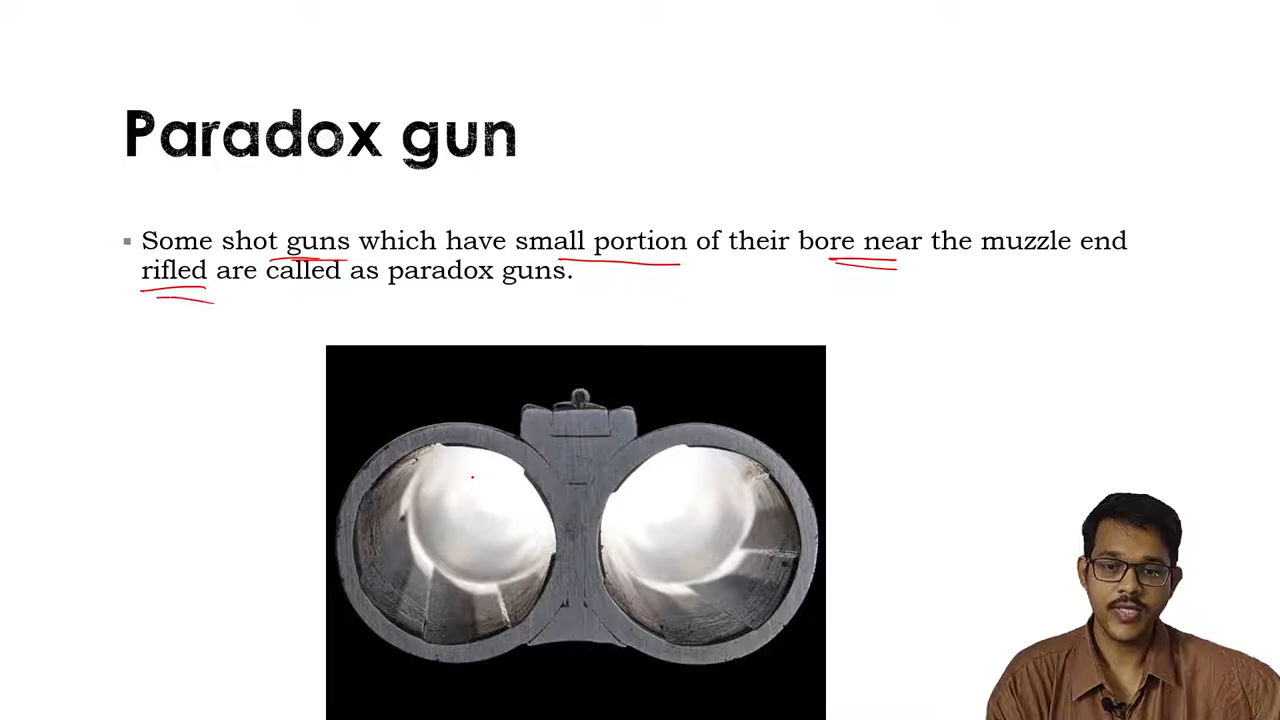 Paradox gun
▪ Some shot guns which have small portion of their bore near the muzzle end
rifled are called as paradox guns.